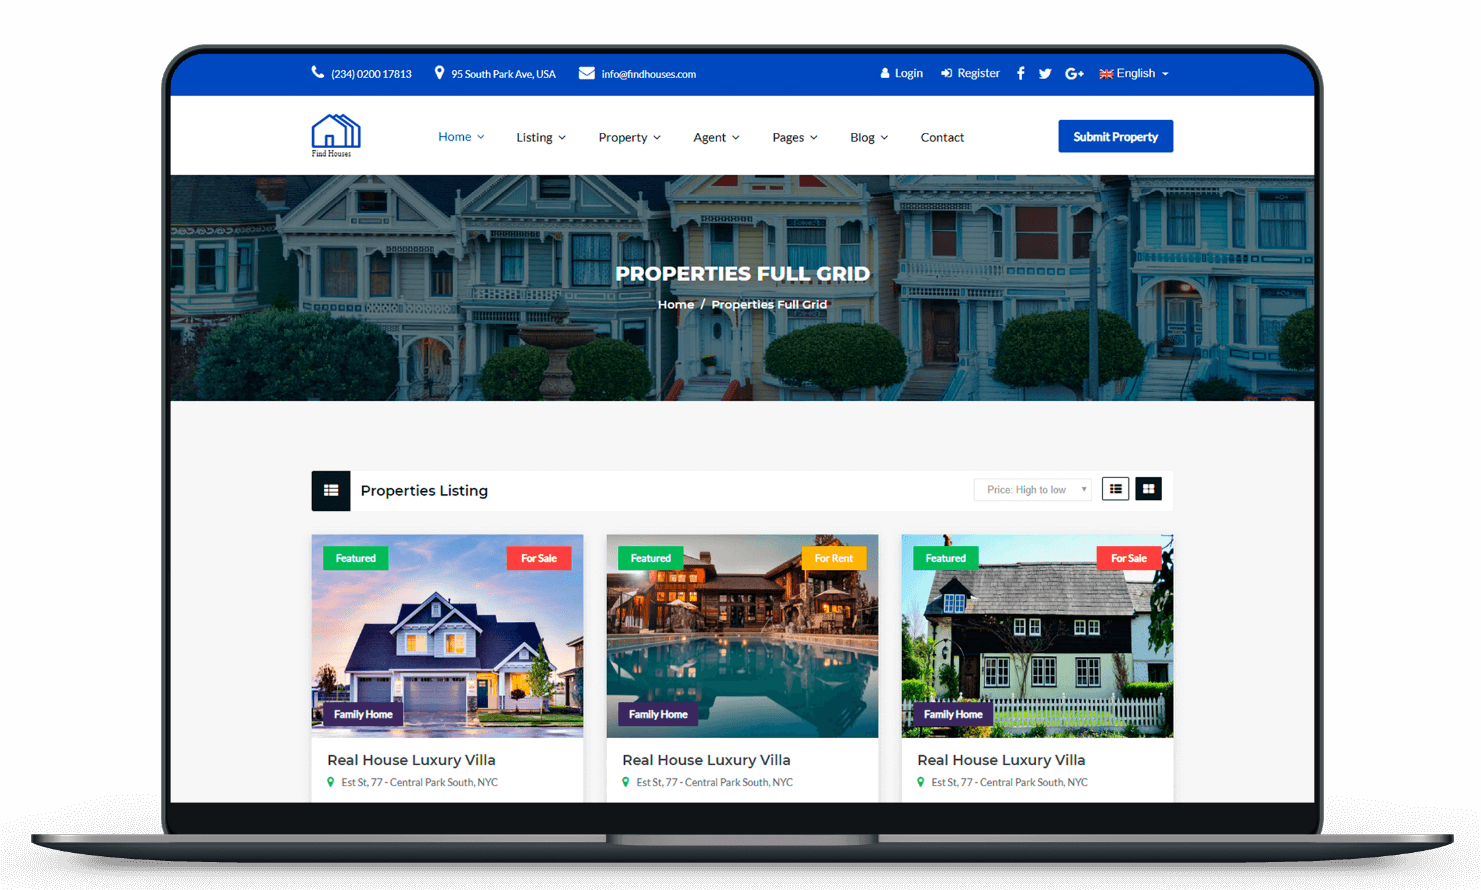 (234) 0200 17813 95 South Park Ave, USA info@findhouses.com Login Register English
Find Houses
Home Listing Property Agent Pages Blog Contact Submit Property
PROPERTIES FULL GRID
Home / Properties Full Grid
Properties Listing Price: High to low
Featured For Sale Featured For Rent Featured For Sale
Family Home Family Home Family Home
Real House Luxury Villa Real House Luxury Villa Real House Luxury Villa
Est St, 77 - Central Park South, NYC Est St, 77 - Central Park South, NYC Est St, 77 - Central Park South, NYC